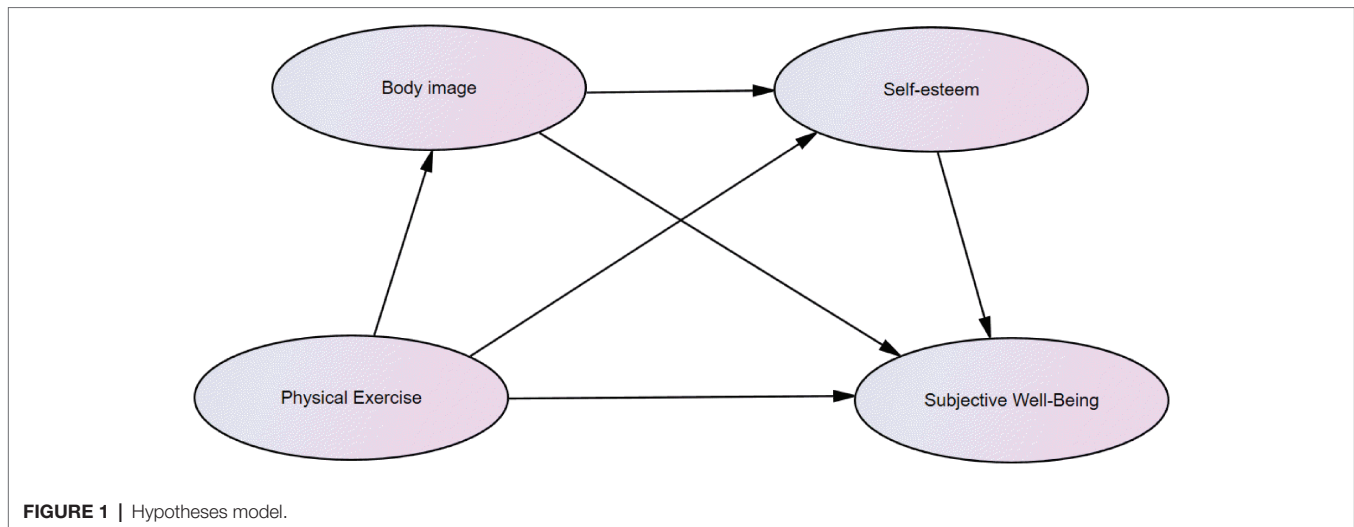 Body image
Self-esteem
Physical Exercise
Subjective Well-Being
FIGURE 1 | Hypotheses model.